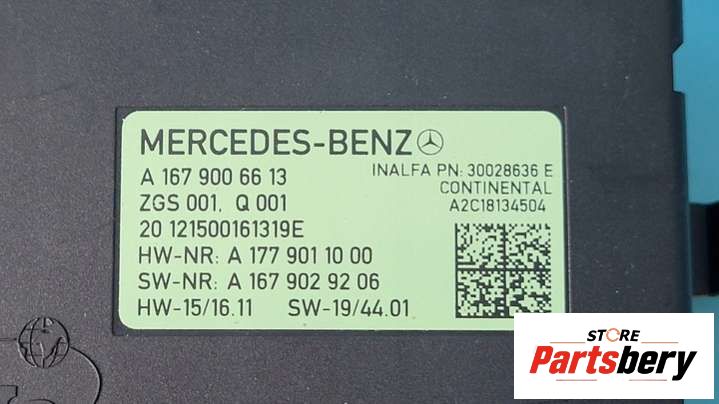 MERCEDES-BENZ
A 167 900 66 13
ZGS 001, Q 001
20 121500161319E
HW-NR: A 177 901 10 00
SW-NR: A 167 902 92 06
HW-15/16.11 SW-19/44.01
INALFA PN: 30028636 E
CONTINENTAL
A2C18134504
STORE
Partsbery